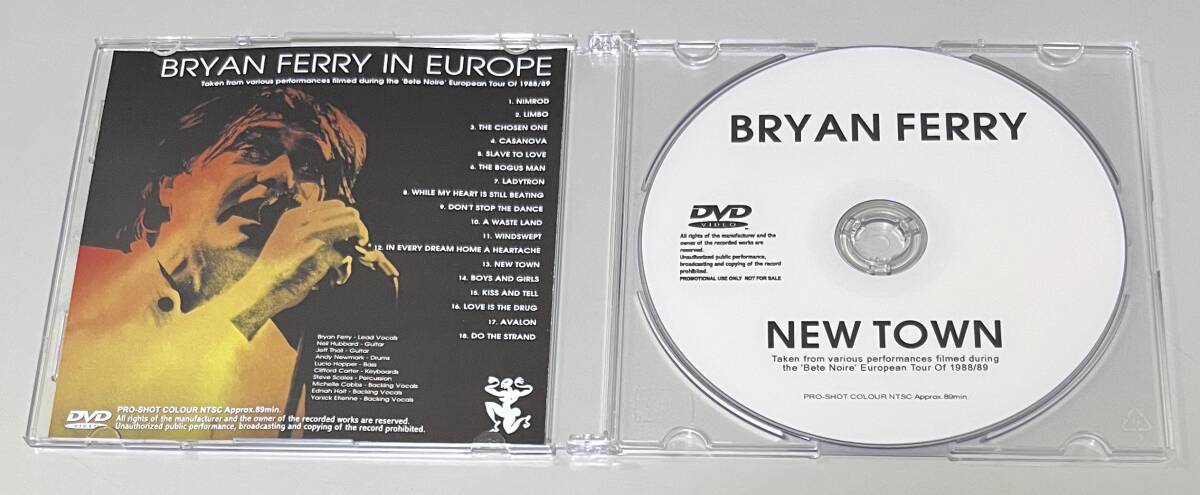 BRYAN FERRY IN EUROPE
Taken from various performances filmed during the 'Bete Noire' European Tour Of 1988/89
1. NIMROD
2. LIMBO
3. THE CHOSEN ONE
4. CASANOVA
5. SLAVE TO LOVE
6. THE BOGUS MAN
7. LADYTRON
8. WHILE MY HEART IS STILL BEATING
9. DON'T STOP THE DANCE
10. A WASTE LAND
11. WINDSWEPT
12. IN EVERY DREAM HOME A HEARTACHE
13. NEW TOWN
14. BOYS AND GIRLS
15. KISS AND TELL
16. LOVE IS THE DRUG
17. AVALON
18. DO THE STRAND
Bryan Ferry - Lead Vocals
Neil Hubbard - Guitar
Jeff Thall - Guitar
Andy Newmark - Drums
Lucio Hopper - Bass
Clifford Carter - Keyboards
Steve Scales - Percussion
Michelle Cobbs - Backing Vocals
Ednah Holt - Backing Vocals
Yanick Etienne - Backing Vocals
DVD
VIDEO
PRO-SHOT COLOUR NTSC Approx.89min.
All rights of the manufacturer and the owner of the recorded works are reserved.
Unauthorized public performance, broadcasting and copying of the record prohibited.
BRYAN FERRY
DVD
VIDEO
All rights of the manufacturer and the
owner of the recorded works are
reserved.
Unauthorized public performance,
broadcasting and copying of the record
prohibited.
PROMOTIONAL USE ONLY NOT FOR SALE
NEW TOWN
Taken from various performances filmed during
the 'Bete Noire' European Tour Of 1988/89
PRO-SHOT COLOUR NTSC Approx.89min.